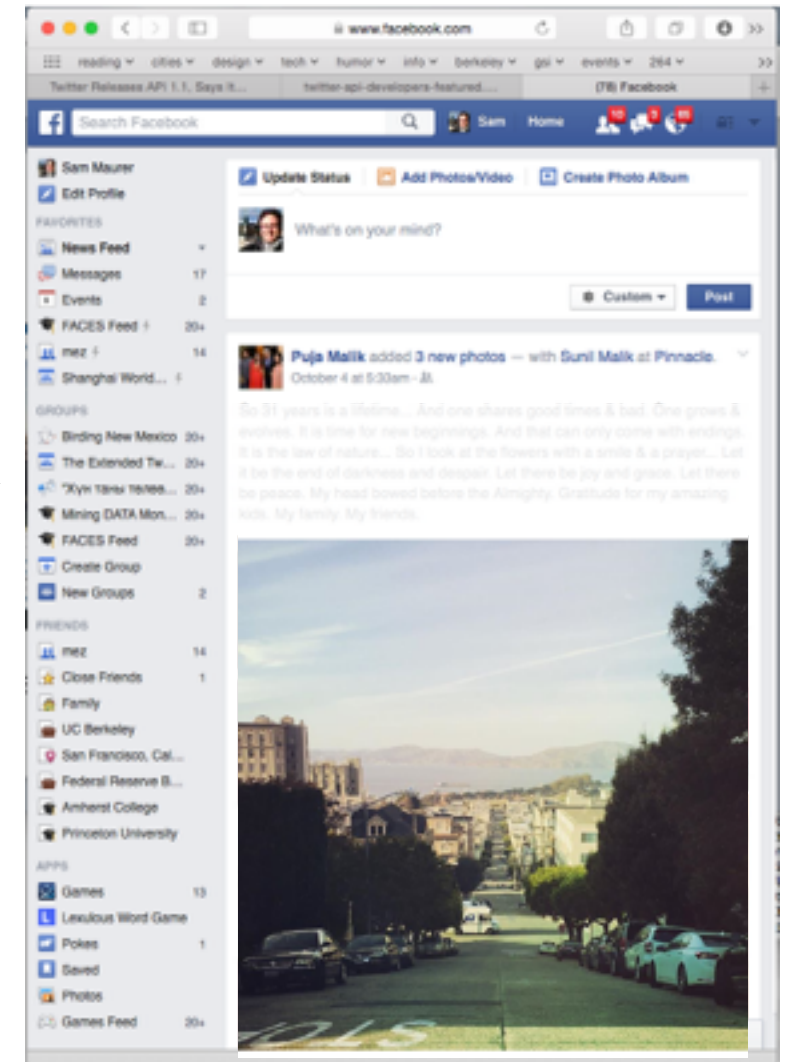 www.facebook.com
reading cities design tech humor info berkeley gsi events 264
Twitter Releases API 1.1, Says it... twitter-api-developers-featured.... (78) Facebook
f Search Facebook Sam Home 10 3 65
Sam Maurer
Edit Profile
FAVORITES
News Feed
Messages 17
Events 2
FACES Feed 20+
mez 14
Shanghai World...
GROUPS
Birding New Mexico 20+
The Extended Tw... 20+
"Хүн таны төлөө... 20+
Mining DATA Mon... 20+
FACES Feed 20+
Create Group
New Groups 2
FRIENDS
mez 14
Close Friends 1
Family
UC Berkeley
San Francisco, Cal...
Federal Reserve B...
Amherst College
Princeton University
APPS
Games 13
L Lexulous Word Game
Pokes 1
Saved
Photos
Games Feed 20+
Update Status Add Photos/Video Create Photo Album
What's on your mind?
Custom Post
Puja Malik added 3 new photos — with Sunil Malik at Pinnacle.
October 4 at 5:33am
So 31 years is a lifetime... And one shares good times & bad. One grows &
evolves. It is time for new beginnings. And that can only come with endings.
It is the law of nature... So I look at the flowers with a smile & a prayer... Let
it be the end of darkness and despair. Let there be joy and grace. Let there
be peace. My head bowed before the Almighty. Gratitude for my amazing
kids. My family. My friends.
STOP